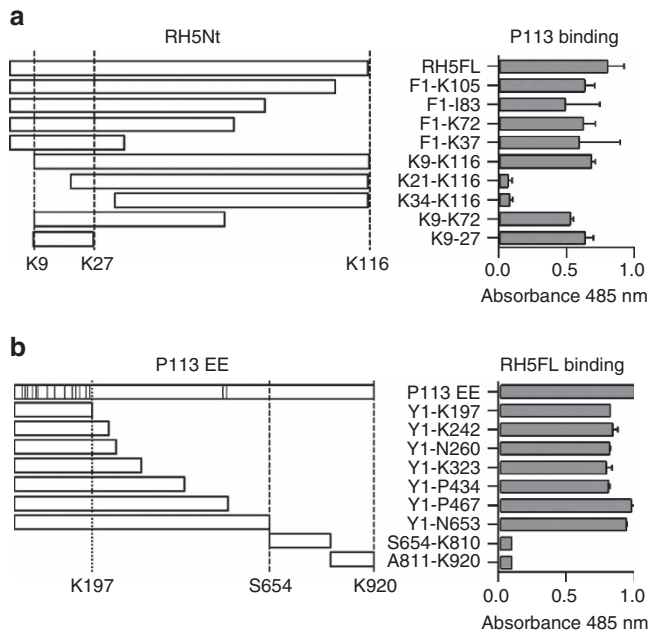 a
RH5Nt
P113 binding
RH5FL
F1-K105
F1-I83
F1-K72
F1-K37
K9-K116
K21-K116
K34-K116
K9-K72
K9-27
K9 K27 K116
0.0 0.5 1.0
Absorbance 485 nm
b
P113 EE
RH5FL binding
P113 EE
Y1-K197
Y1-K242
Y1-N260
Y1-K323
Y1-P434
Y1-P467
Y1-N653
S654-K810
A811-K920
K197 S654 K920
0.0 0.5 1.0
Absorbance 485 nm